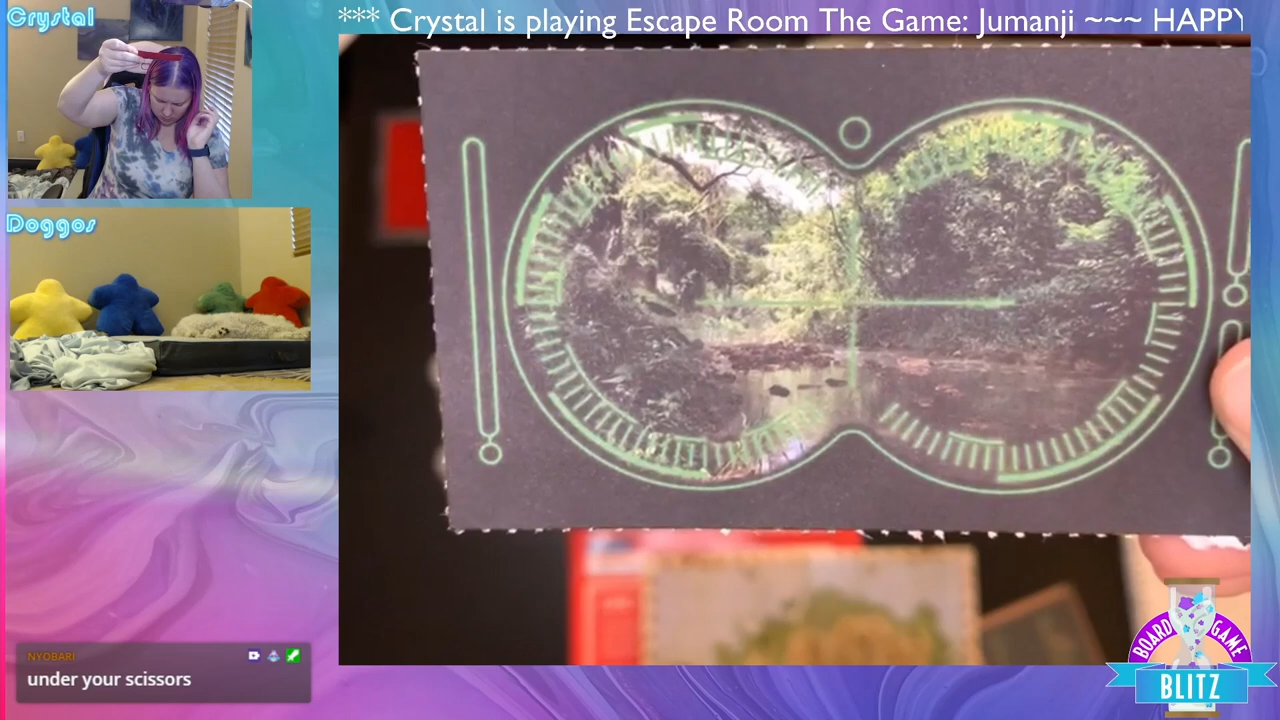 Crystal
*** Crystal is playing Escape Room The Game: Jumanji ~~~ HAPPY
Doggos
NYOBARI
under your scissors
BOARD GAME
BLITZ